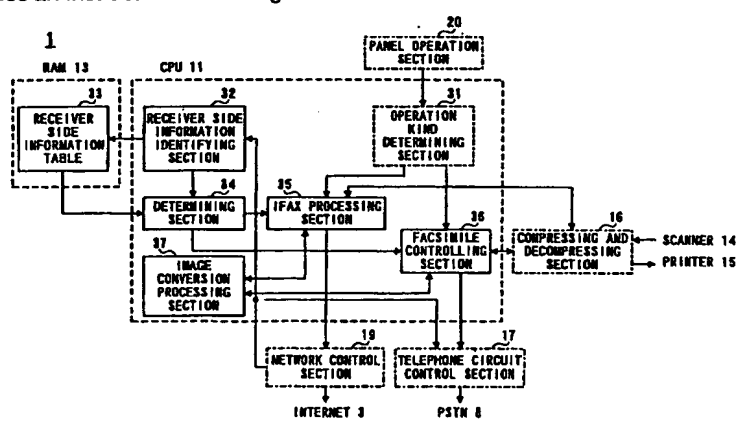 1
20
PANEL OPERATION
SECTION
RAM 13
CPU 11
33
RECEIVER
SIDE
INFORMATION
TABLE
32
RECEIVER SIDE
INFORMATION
IDENTIFYING
SECTION
31
OPERATION
KIND
DETERMINING
SECTION
34
DETERMINING
SECTION
35
IFAX PROCESSING
SECTION
36
FACSIMILE
CONTROLLING
SECTION
16
COMPRESSING AND
DECOMPRESSING
SECTION
SCANNER 14
PRINTER 15
37
IMAGE
CONVERSION
PROCESSING
SECTION
19
NETWORK CONTROL
SECTION
17
TELEPHONE CIRCUIT
CONTROL SECTION
INTERNET 3
PSTN 8